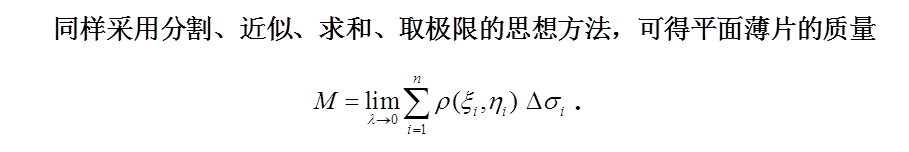 同样采用分割、近似、求和、取极限的思想方法，可得平面薄片的质量
M = lim_{λ→0} ∑_{i=1}^{n} ρ(ξ_i, η_i) Δσ_i .